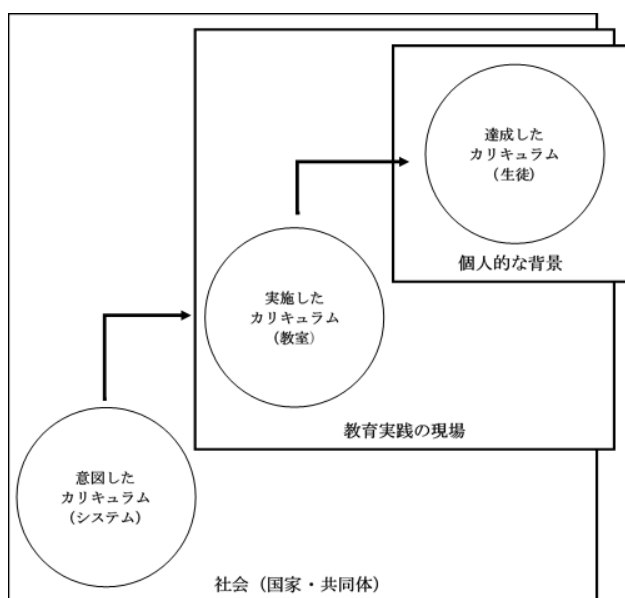 達成した
カリキュラム
(生徒)
個人的な背景
実施した
カリキュラム
(教室)
教育実践の現場
意図した
カリキュラム
(システム)
社会（国家・共同体）